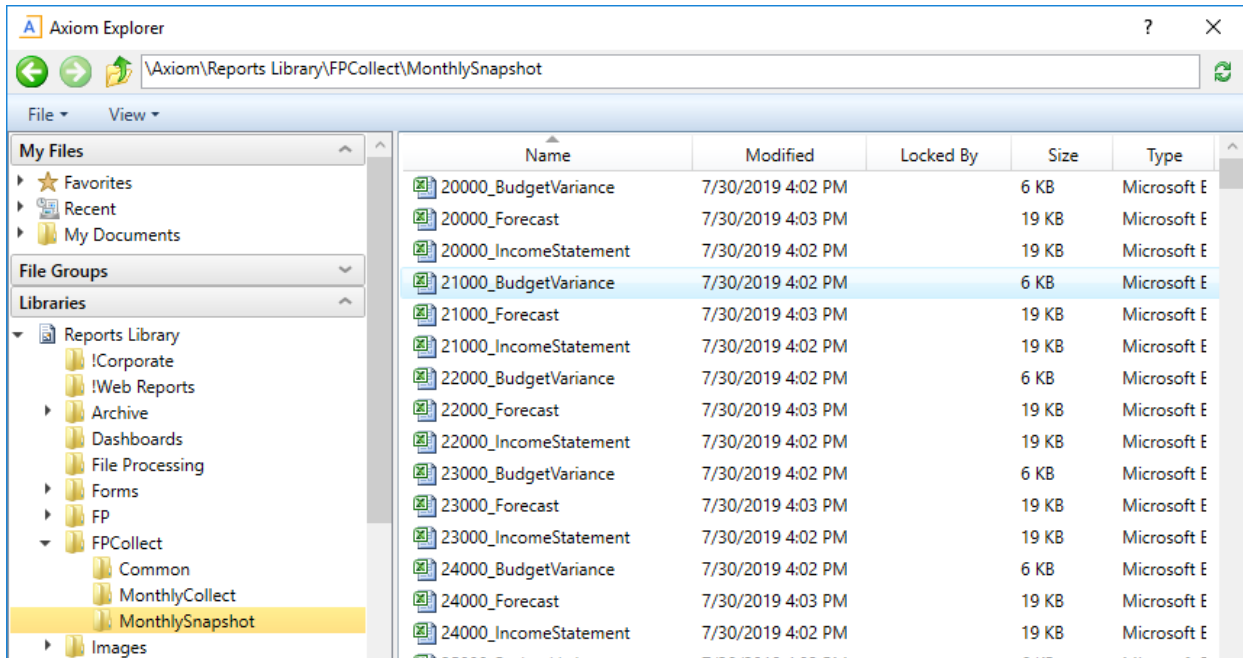 Axiom Explorer ?
\Axiom\Reports Library\FPCollect\MonthlySnapshot
File View
My Files
Favorites
Recent
My Documents
File Groups
Libraries
Reports Library
!Corporate
!Web Reports
Archive
Dashboards
File Processing
Forms
FP
FPCollect
Common
MonthlyCollect
MonthlySnapshot
Images
Name Modified Locked By Size Type
20000_BudgetVariance 7/30/2019 4:02 PM 6 KB Microsoft E
20000_Forecast 7/30/2019 4:03 PM 19 KB Microsoft E
20000_IncomeStatement 7/30/2019 4:02 PM 19 KB Microsoft E
21000_BudgetVariance 7/30/2019 4:02 PM 6 KB Microsoft E
21000_Forecast 7/30/2019 4:03 PM 19 KB Microsoft E
21000_IncomeStatement 7/30/2019 4:02 PM 19 KB Microsoft E
22000_BudgetVariance 7/30/2019 4:02 PM 6 KB Microsoft E
22000_Forecast 7/30/2019 4:03 PM 19 KB Microsoft E
22000_IncomeStatement 7/30/2019 4:02 PM 19 KB Microsoft E
23000_BudgetVariance 7/30/2019 4:02 PM 6 KB Microsoft E
23000_Forecast 7/30/2019 4:03 PM 19 KB Microsoft E
23000_IncomeStatement 7/30/2019 4:02 PM 19 KB Microsoft E
24000_BudgetVariance 7/30/2019 4:02 PM 6 KB Microsoft E
24000_Forecast 7/30/2019 4:03 PM 19 KB Microsoft E
24000_IncomeStatement 7/30/2019 4:02 PM 19 KB Microsoft E